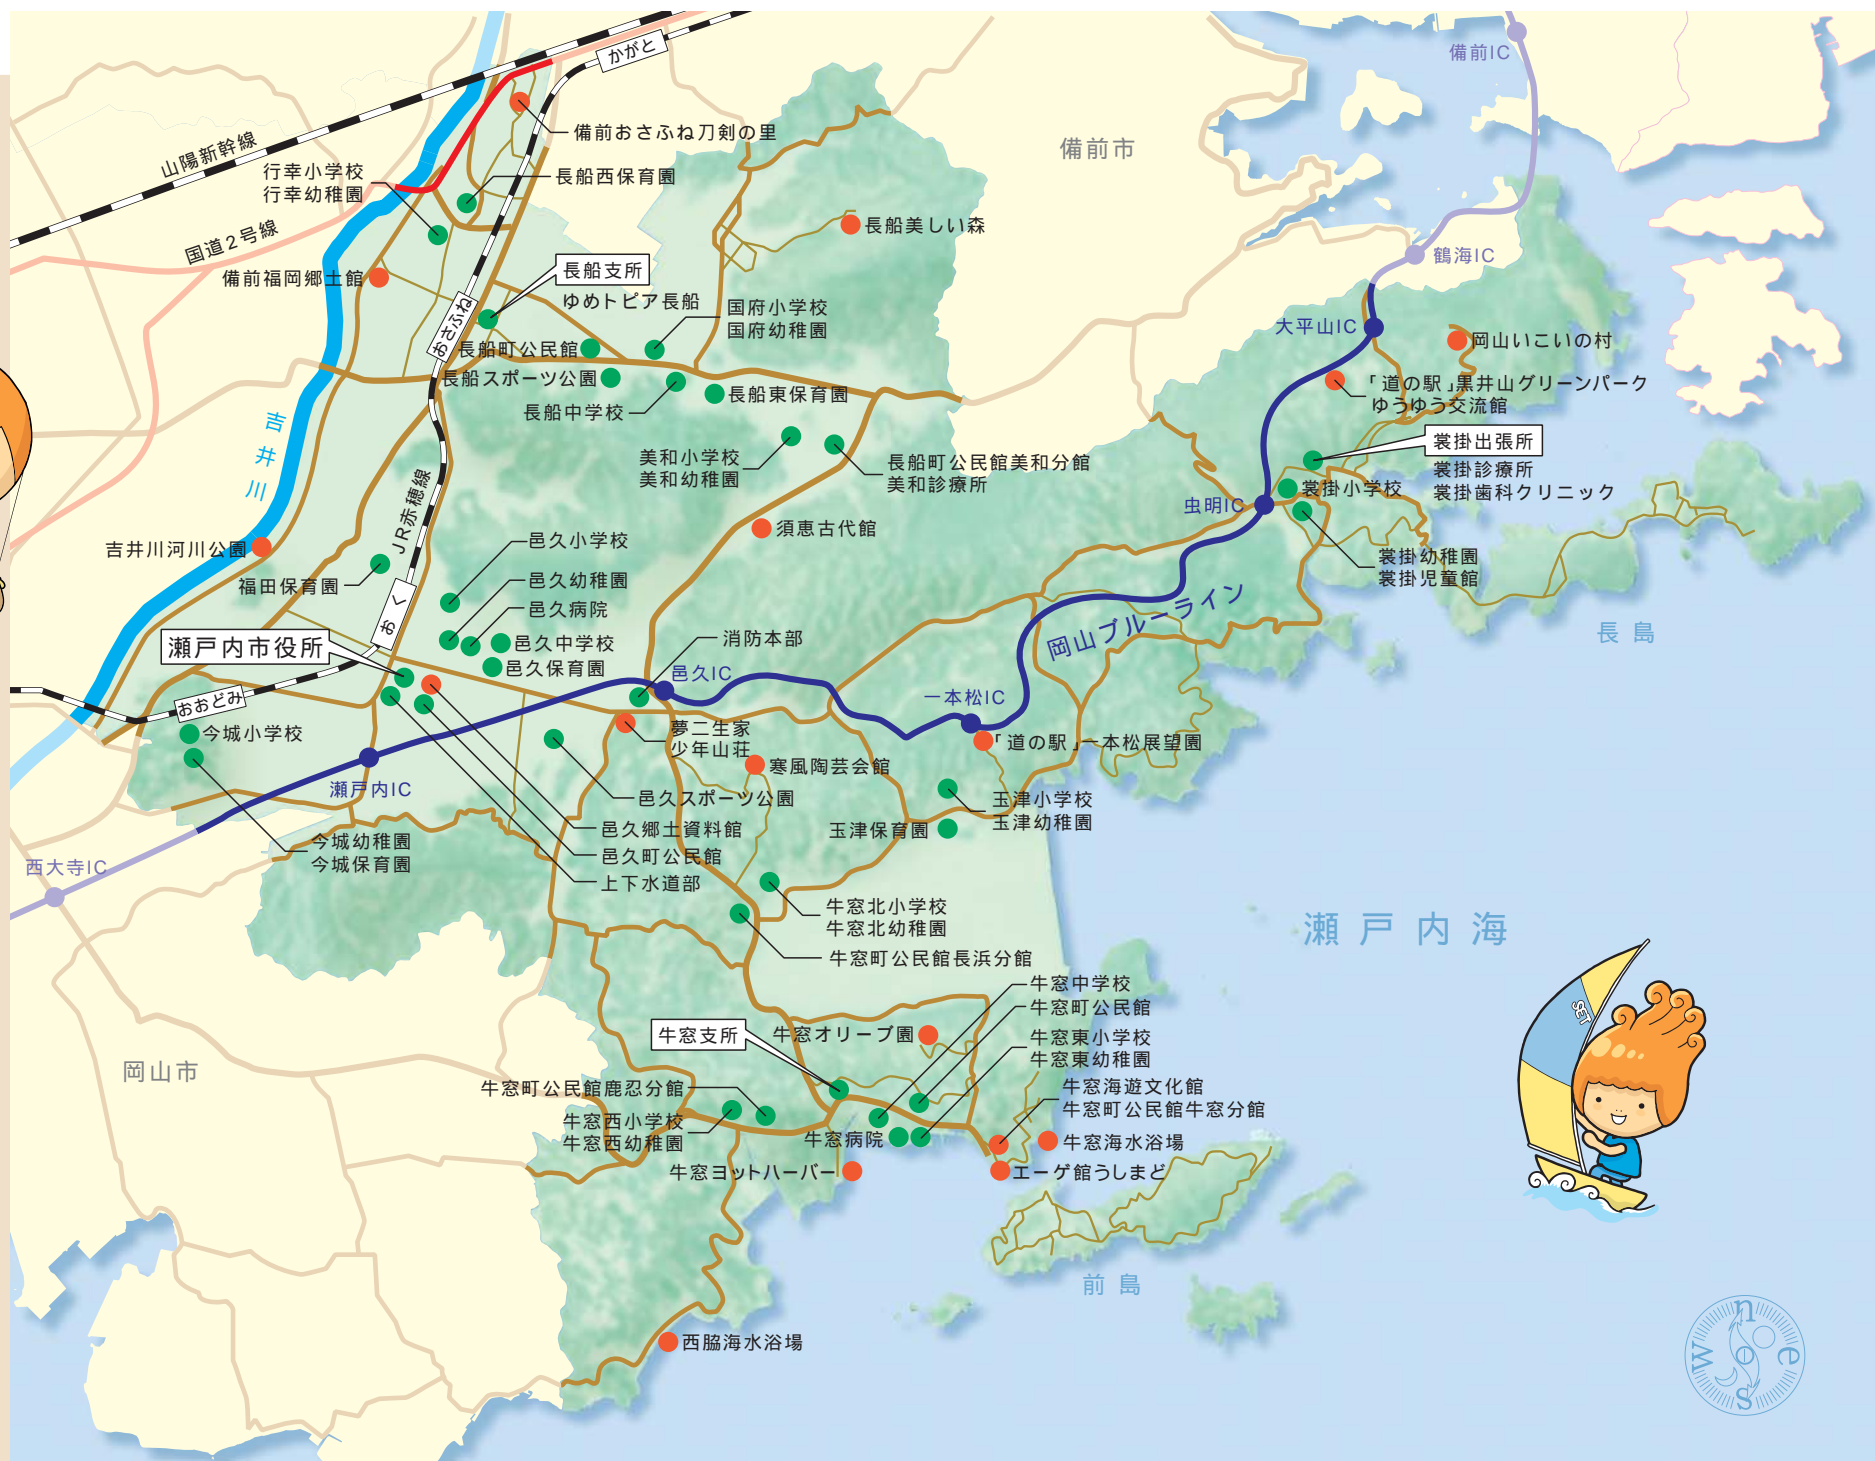 かがと
備前IC
備前おさふね刀剣の里
備前市
山陽新幹線
行幸小学校
行幸幼稚園
長船西保育園
長船美しい森
国道2号線
鶴海IC
備前福岡郷土館
長船支所
ゆめトピア長船
おさふね
国府小学校
国府幼稚園
大平山IC
岡山いこいの村
長船町公民館
長船スポーツ公園
長船中学校
長船東保育園
「道の駅」黒井山グリーンパーク
ゆうゆう交流館
吉井川
美和小学校
美和幼稚園
長船町公民館美和分館
美和診療所
裳掛出張所
裳掛診療所
裳掛歯科クリニック
裳掛小学校
虫明IC
JR赤穂線
須恵古代館
吉井川河川公園
邑久小学校
裳掛幼稚園
裳掛児童館
福田保育園
邑久幼稚園
邑久病院
おく
岡山ブルーライン
長島
瀬戸内市役所
邑久中学校
邑久保育園
消防本部
邑久IC
一本松IC
おおどみ
今城小学校
夢二生家
少年山荘
「道の駅」一本松展望園
寒風陶芸会館
瀬戸内IC
邑久スポーツ公園
玉津小学校
玉津幼稚園
玉津保育園
邑久郷土資料館
邑久町公民館
上下水道部
今城幼稚園
今城保育園
西大寺IC
牛窓北小学校
牛窓北幼稚園
瀬戸内海
牛窓町公民館長浜分館
牛窓中学校
牛窓町公民館
牛窓支所
牛窓オリーブ園
牛窓東小学校
牛窓東幼稚園
SET
岡山市
牛窓町公民館鹿忍分館
牛窓海遊文化館
牛窓町公民館牛窓分館
牛窓西小学校
牛窓西幼稚園
牛窓病院
牛窓海水浴場
牛窓ヨットハーバー
エーゲ館うしまど
前島
西脇海水浴場
n
w
e
s